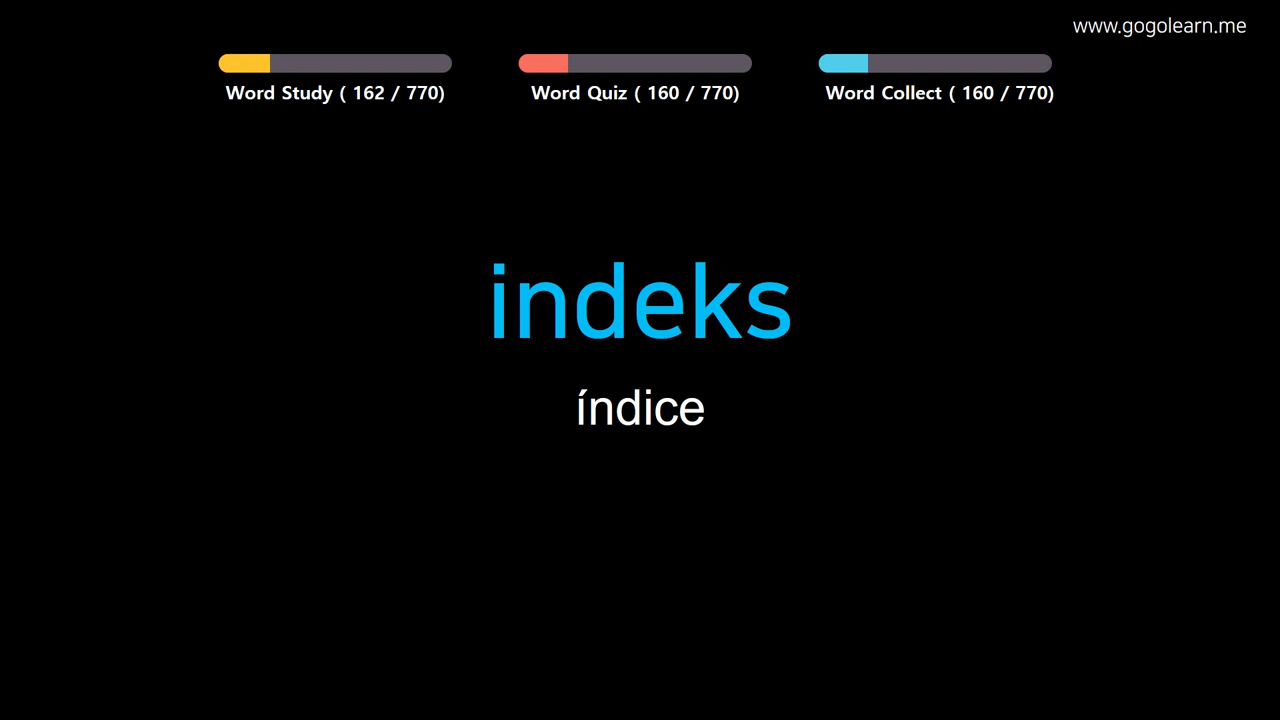 www.gogolearn.me
Word Study ( 162 / 770)
Word Quiz ( 160 / 770)
Word Collect ( 160 / 770)
indeks
índice